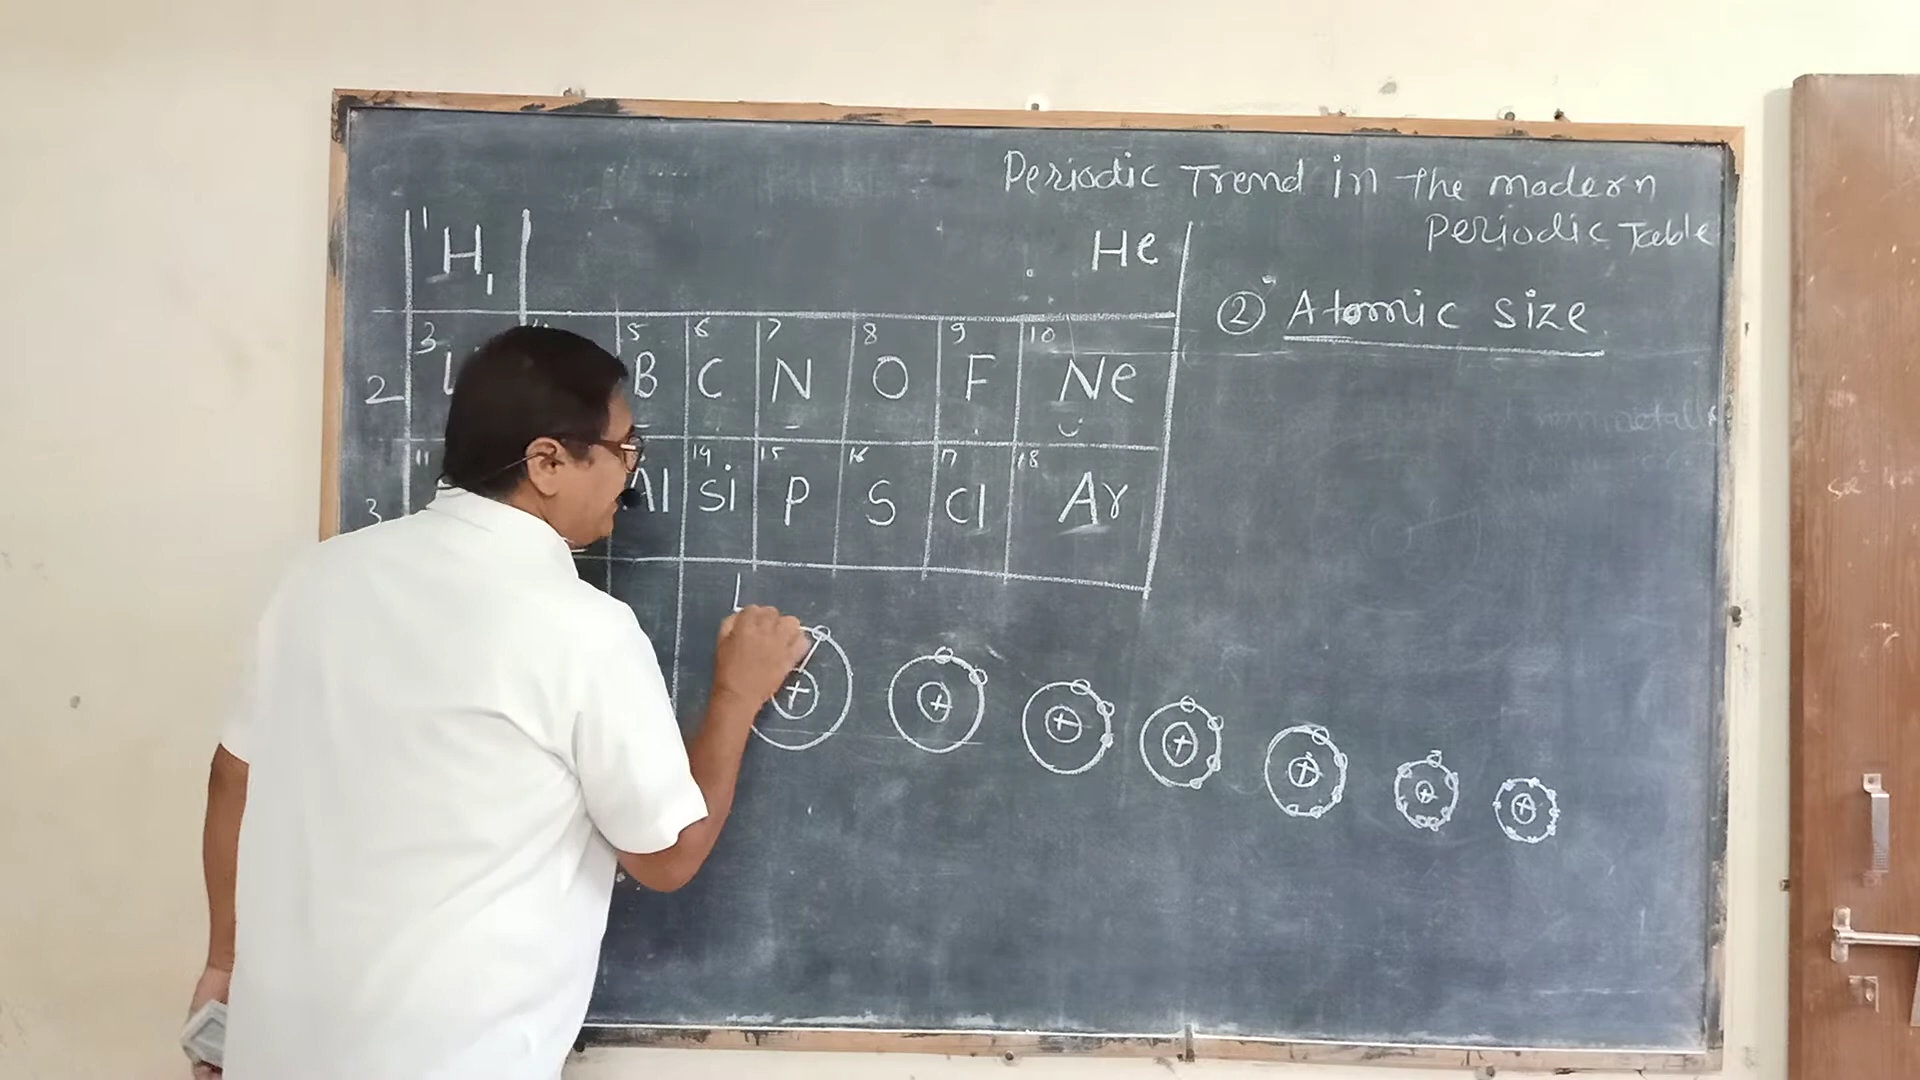 Periodic Trend in the modern
Periodic Table
1 H 1 He
② Atomic size
3 5 6 7 8 9 10
2 B C N O F Ne
11 14 15 16 17 18
3 Al Si P S Cl Ar
L
+ + + + + + +